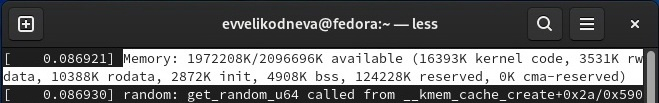 evvelikodneva@fedora:~ — less
[    0.086921] Memory: 1972208K/2096696K available (16393K kernel code, 3531K rw
data, 10388K rodata, 2872K init, 4908K bss, 124228K reserved, 0K cma-reserved)
[    0.086930] random: get_random_u64 called from __kmem_cache_create+0x2a/0x590